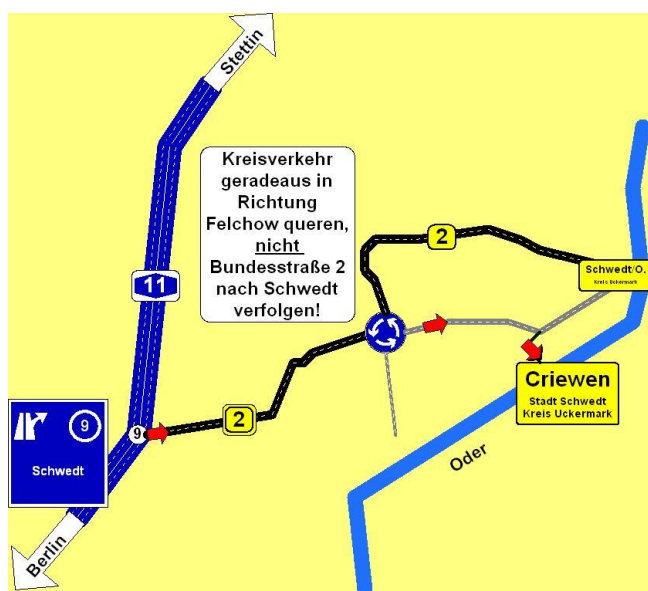 Stettin
Kreisverkehr
geradeaus in
Richtung
Felchow queren,
nicht
Bundesstraße 2
nach Schwedt
verfolgen!
2
Schwedt/O.
Kreis Uckermark
11
Criewen
Stadt Schwedt
Kreis Uckermark
9
Schwedt
9
2
Oder
Berlin